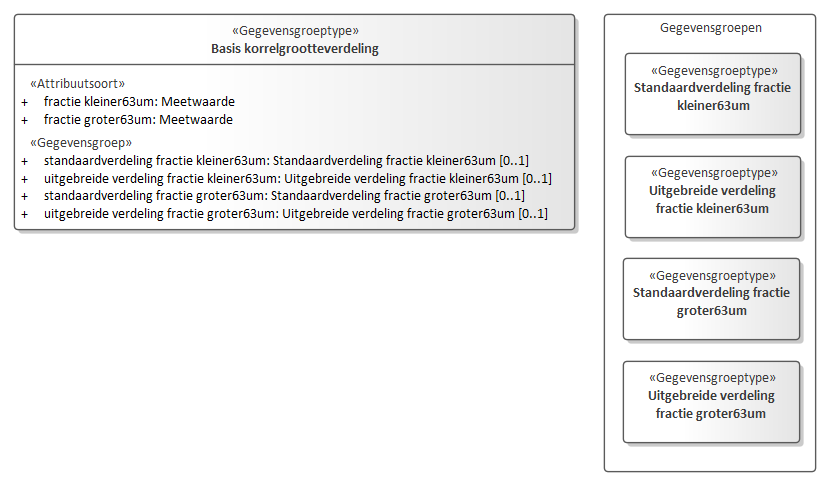 «Gegevensgroeptype»
Basis korrelgrootteverdeling
«Attribuutsoort»
+ fractie kleiner63um: Meetwaarde
+ fractie groter63um: Meetwaarde
«Gegevensgroep»
+ standaardverdeling fractie kleiner63um: Standaardverdeling fractie kleiner63um [0..1]
+ uitgebreide verdeling fractie kleiner63um: Uitgebreide verdeling fractie kleiner63um [0..1]
+ standaardverdeling fractie groter63um: Standaardverdeling fractie groter63um [0..1]
+ uitgebreide verdeling fractie groter63um: Uitgebreide verdeling fractie groter63um [0..1]
Gegevensgroepen
«Gegevensgroeptype»
Standaardverdeling fractie
kleiner63um
«Gegevensgroeptype»
Uitgebreide verdeling
fractie kleiner63um
«Gegevensgroeptype»
Standaardverdeling fractie
groter63um
«Gegevensgroeptype»
Uitgebreide verdeling
fractie groter63um